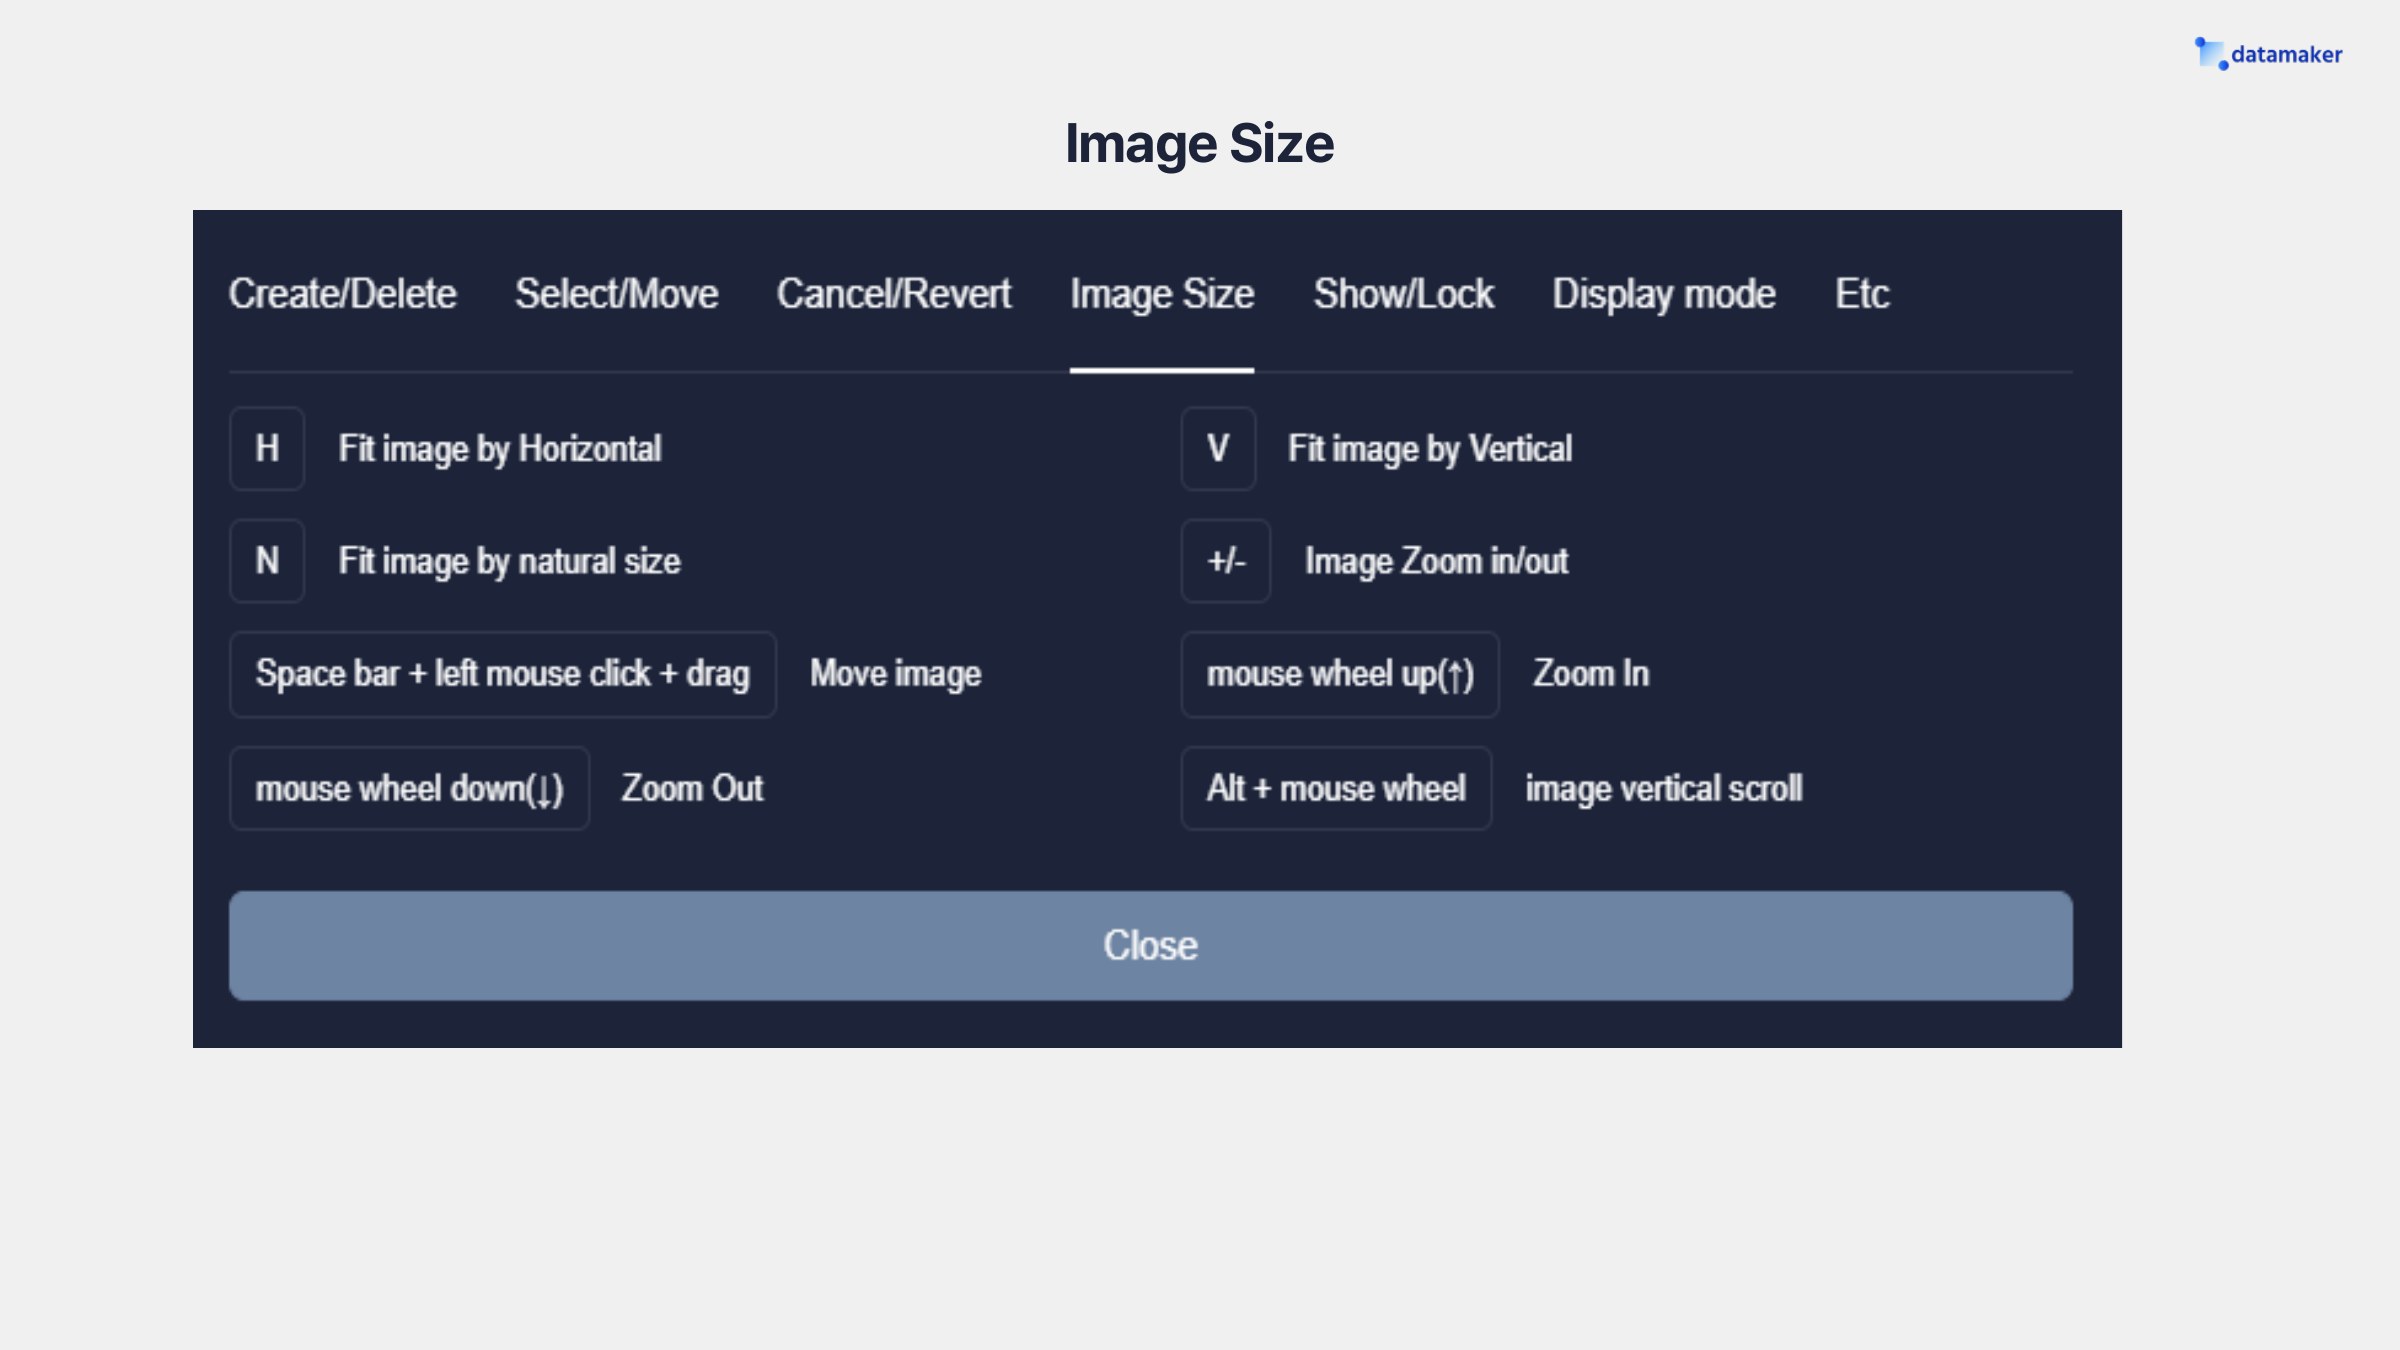 datamaker
Image Size
Create/Delete Select/Move Cancel/Revert Image Size Show/Lock Display mode Etc
H Fit image by Horizontal V Fit image by Vertical
N Fit image by natural size +/- Image Zoom in/out
Space bar + left mouse click + drag Move image mouse wheel up(↑) Zoom In
mouse wheel down(↓) Zoom Out Alt + mouse wheel image vertical scroll
Close